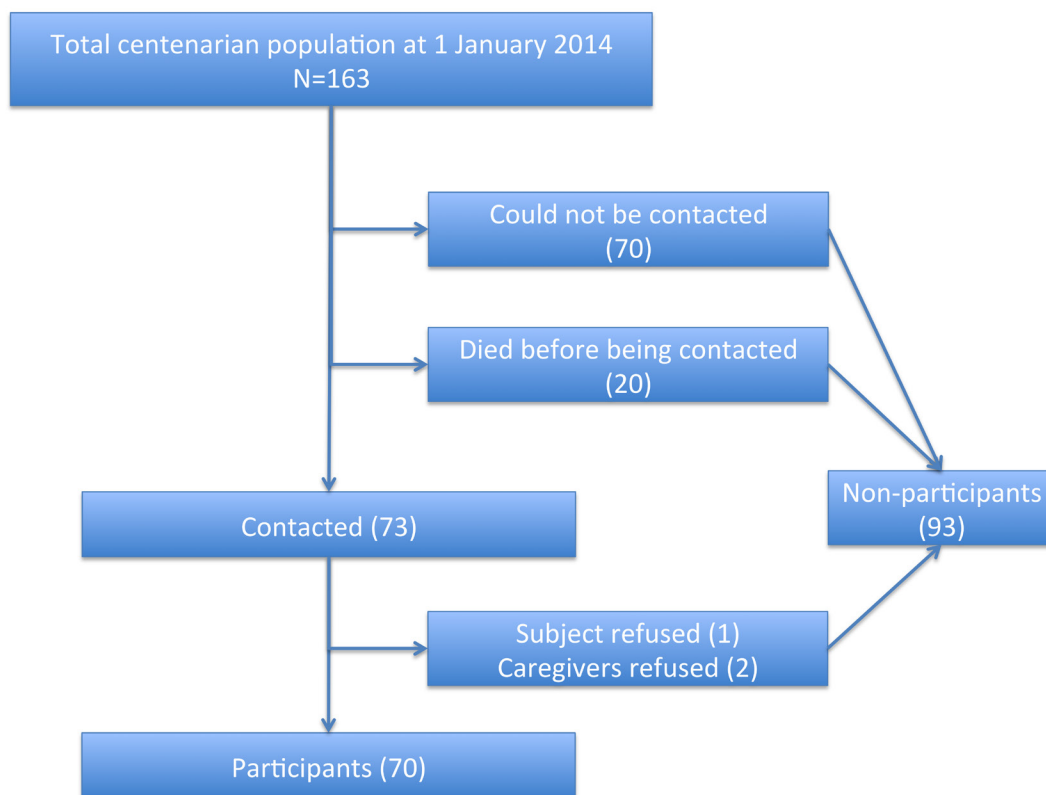 Total centenarian population at 1 January 2014
N=163
Could not be contacted
(70)
Died before being contacted
(20)
Contacted (73)
Non-participants
(93)
Subject refused (1)
Caregivers refused (2)
Participants (70)